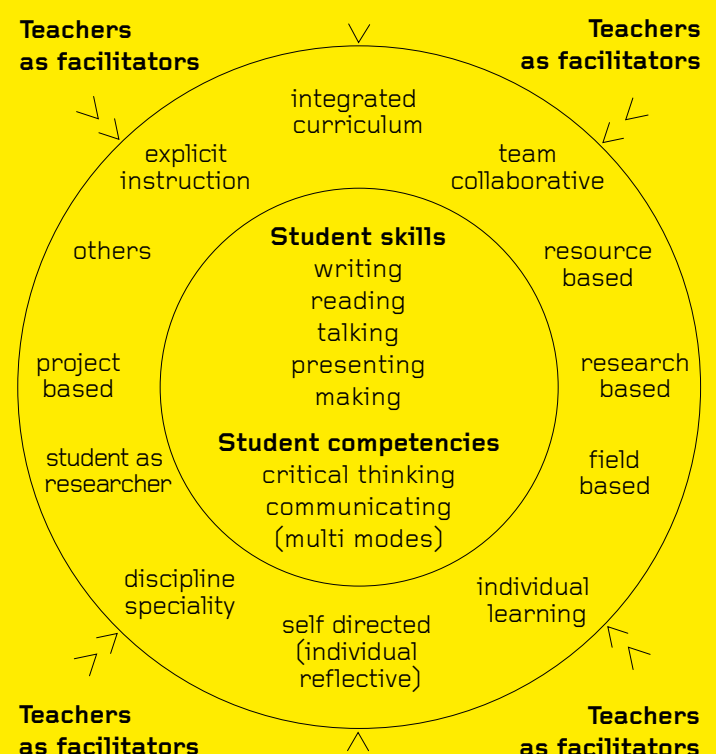 Teachers
as facilitators
Teachers
as facilitators
integrated
curriculum
explicit
instruction
team
collaborative
others
resource
based
project
based
research
based
student as
researcher
field
based
discipline
speciality
individual
learning
self directed
(individual
reflective)
Student skills
writing
reading
talking
presenting
making
Student competencies
critical thinking
communicating
(multi modes)
Teachers
as facilitators
Teachers
as facilitators